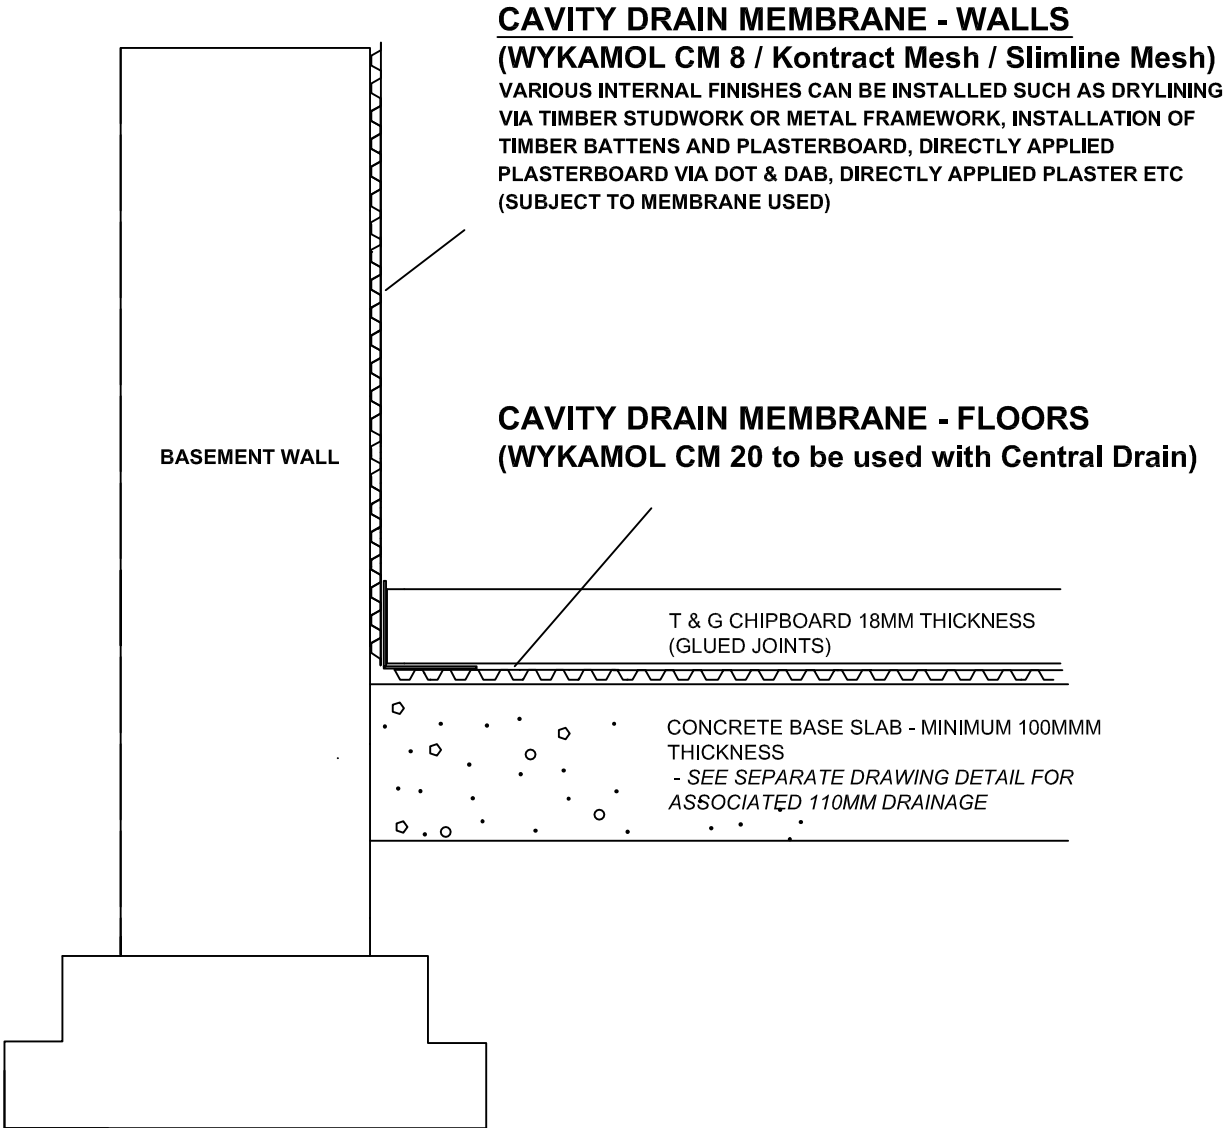 CAVITY DRAIN MEMBRANE - WALLS
(WYKAMOL CM 8 / Kontract Mesh / Slimline Mesh)
VARIOUS INTERNAL FINISHES CAN BE INSTALLED SUCH AS DRYLINING
VIA TIMBER STUDWORK OR METAL FRAMEWORK, INSTALLATION OF
TIMBER BATTENS AND PLASTERBOARD, DIRECTLY APPLIED
PLASTERBOARD VIA DOT & DAB, DIRECTLY APPLIED PLASTER ETC
(SUBJECT TO MEMBRANE USED)
CAVITY DRAIN MEMBRANE - FLOORS
(WYKAMOL CM 20 to be used with Central Drain)
BASEMENT WALL
T & G CHIPBOARD 18MM THICKNESS
(GLUED JOINTS)
CONCRETE BASE SLAB - MINIMUM 100MMM
THICKNESS
- SEE SEPARATE DRAWING DETAIL FOR
ASSOCIATED 110MM DRAINAGE